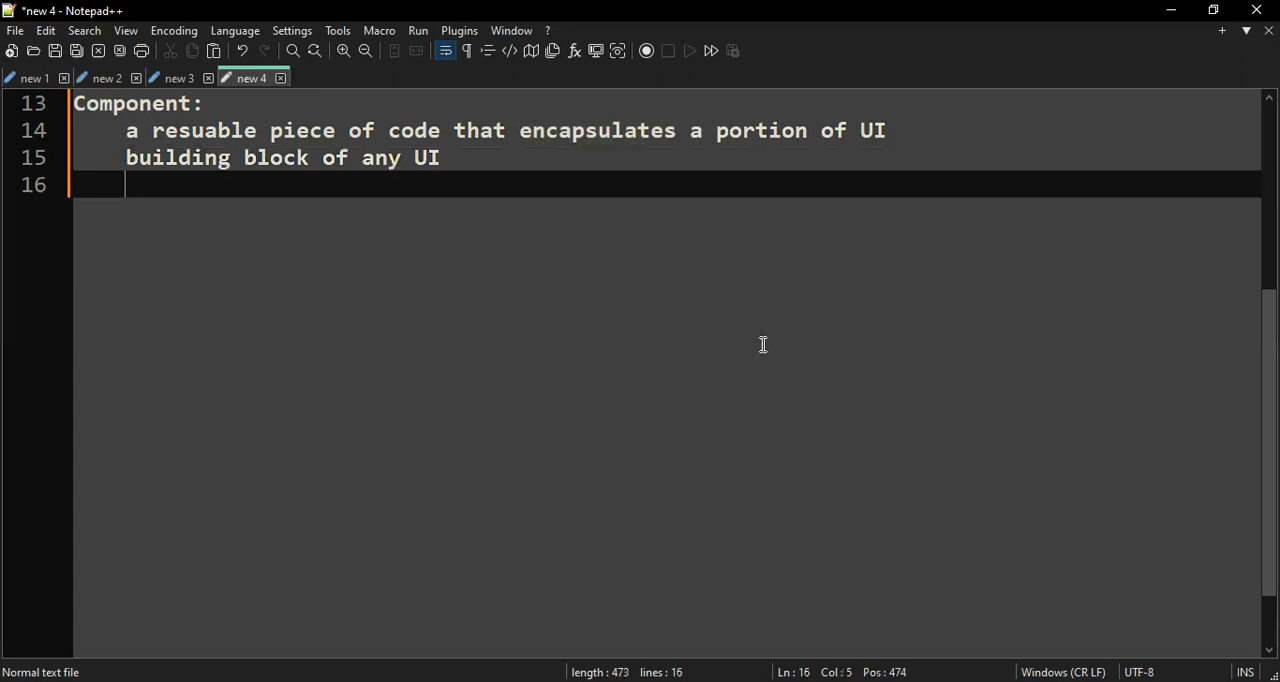 *new 4 - Notepad++
File Edit Search View Encoding Language Settings Tools Macro Run Plugins Window ?
new 1 new 2 new 3 new 4
13 Component:
14 a resuable piece of code that encapsulates a portion of UI
15 building block of any UI
16
Normal text file length : 473 lines : 16 Ln : 16 Col : 5 Pos : 474 Windows (CR LF) UTF-8 INS